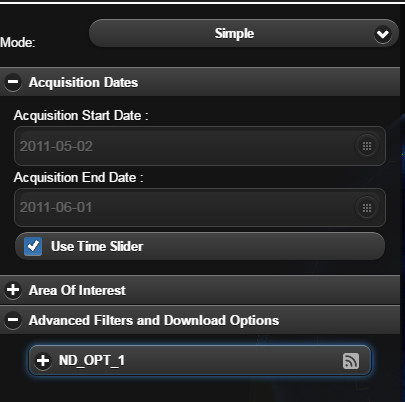 Mode:
Simple
Acquisition Dates
Acquisition Start Date :
2011-05-02
Acquisition End Date :
2011-06-01
Use Time Slider
Area Of Interest
Advanced Filters and Download Options
ND_OPT_1